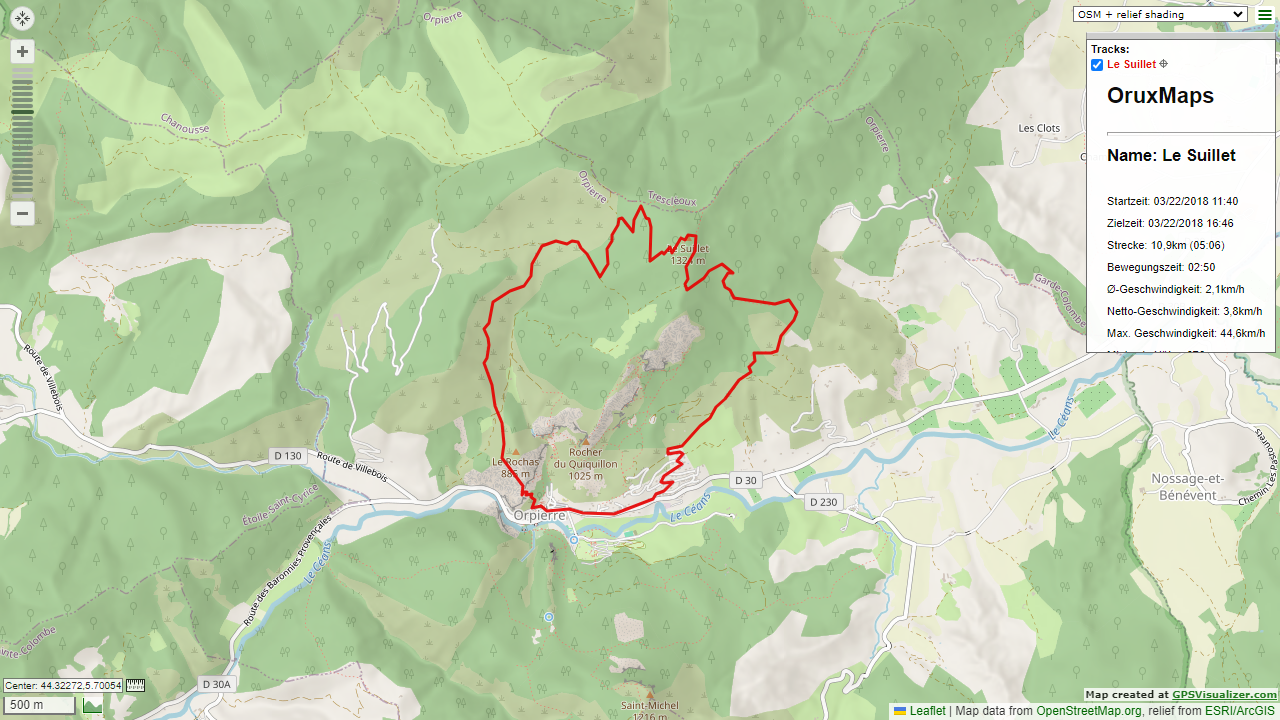 Orpierre
OSM + relief shading
Tracks:
Le Suillet
OruxMaps
Name: Le Suillet
Startzeit: 03/22/2018 11:40
Zielzeit: 03/22/2018 16:46
Strecke: 10,9km (05:06)
Bewegungszeit: 02:50
Ø-Geschwindigkeit: 2,1km/h
Netto-Geschwindigkeit: 3,8km/h
Max. Geschwindigkeit: 44,6km/h
Chanousse
Orpierre
Les Clots
Orpierre
Trescléoux
Le Suillet
1324 m
Garde-Colombe
Route de Villebois
Le Céans
Rocher
du Quiquillon
1025 m
Le Rochas
D 130
Route de Villebois
D 30
D 230
Nossage-et-
Bénévent
Étoile Saint-Cyrice
Orpierre
Le Céans
Route des Baronnies Provençales
Le Céans
D 30A
Saint-Michel
1216 m
Center: 44.32272,5.70054
500 m
Map created at GPSVisualizer.com
Leaflet | Map data from OpenStreetMap.org, relief from ESRI/ArcGIS